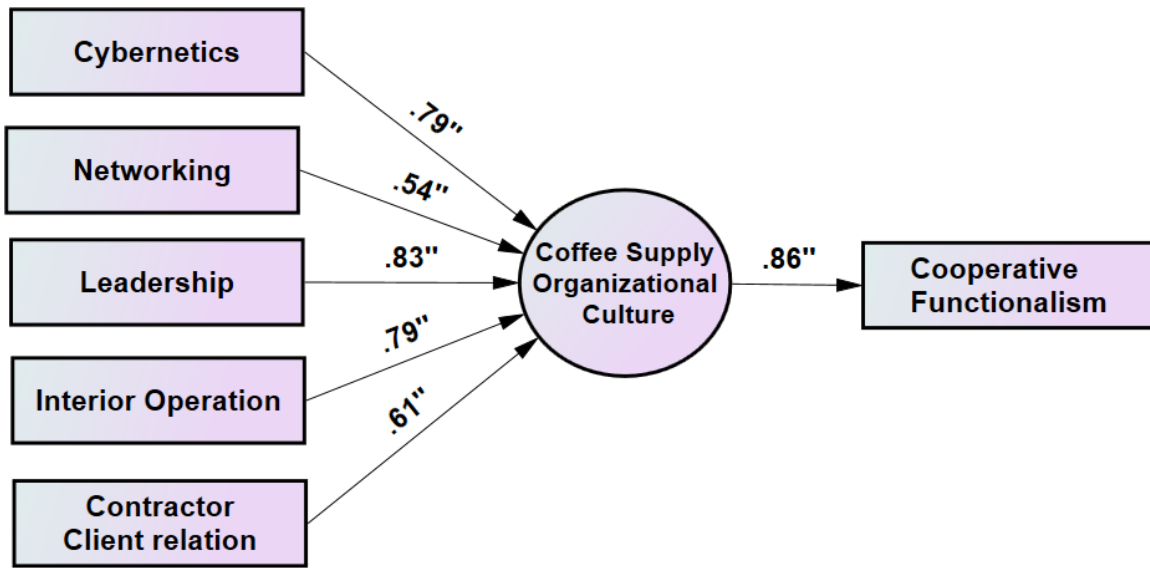 Cybernetics
.79"
Networking
.54"
Leadership
.83"
Interior Operation
.79"
Contractor
Client relation
.61"
Coffee Supply
Organizational
Culture
.86"
Cooperative
Functionalism